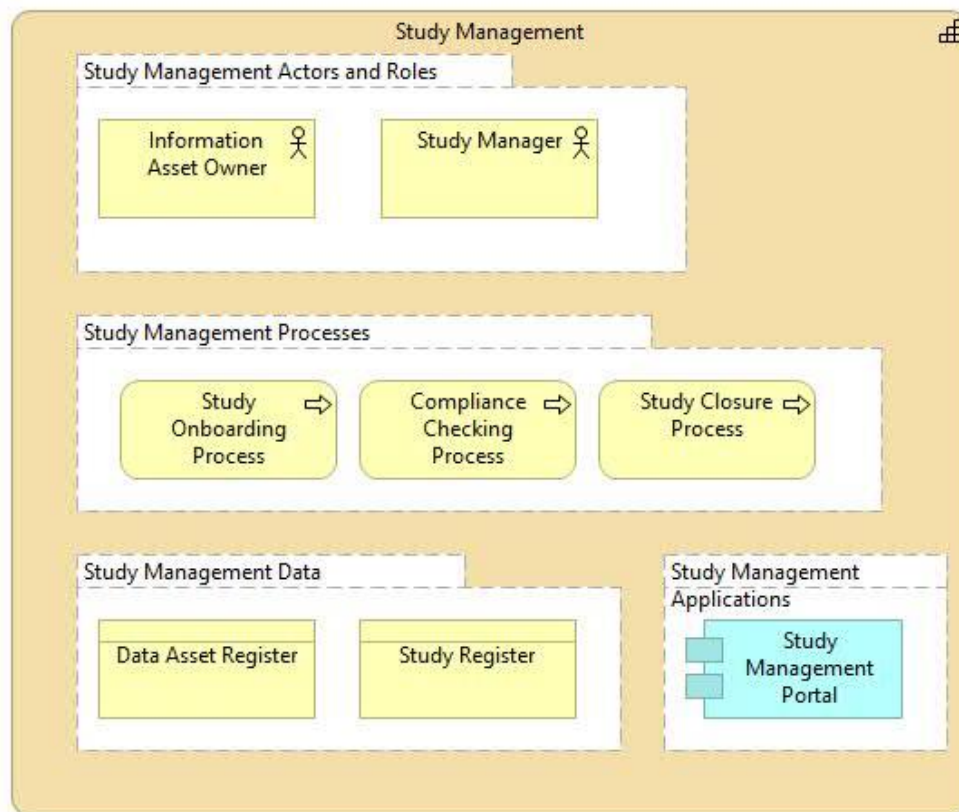 Study Management
Study Management Actors and Roles
Information
Asset Owner
Study Manager
Study Management Processes
Study
Onboarding
Process
Compliance
Checking
Process
Study Closure
Process
Study Management Data
Data Asset Register
Study Register
Study Management
Applications
Study
Management
Portal